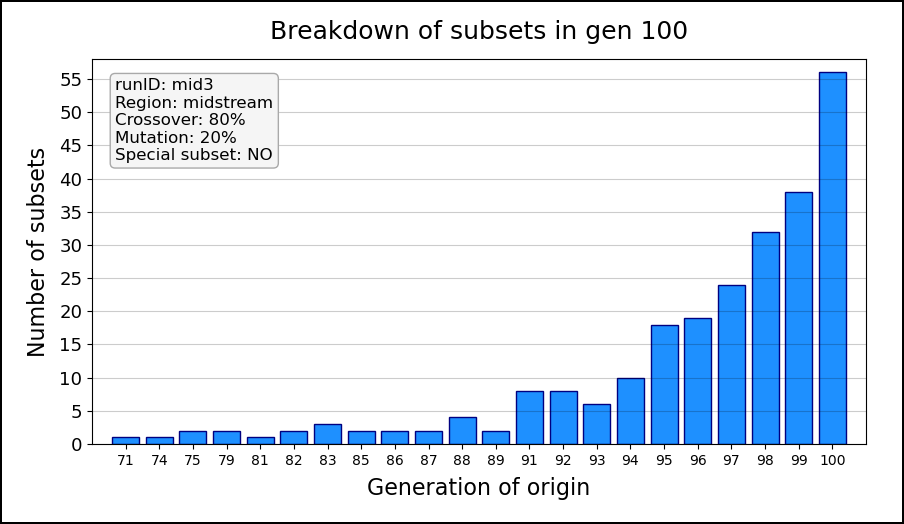 Breakdown of subsets in gen 100
runID: mid3
Region: midstream
Crossover: 80%
Mutation: 20%
Special subset: NO
Number of subsets
55
50
45
40
35
30
25
20
15
10
5
0
71 74 75 79 81 82 83 85 86 87 88 89 91 92 93 94 95 96 97 98 99 100
Generation of origin